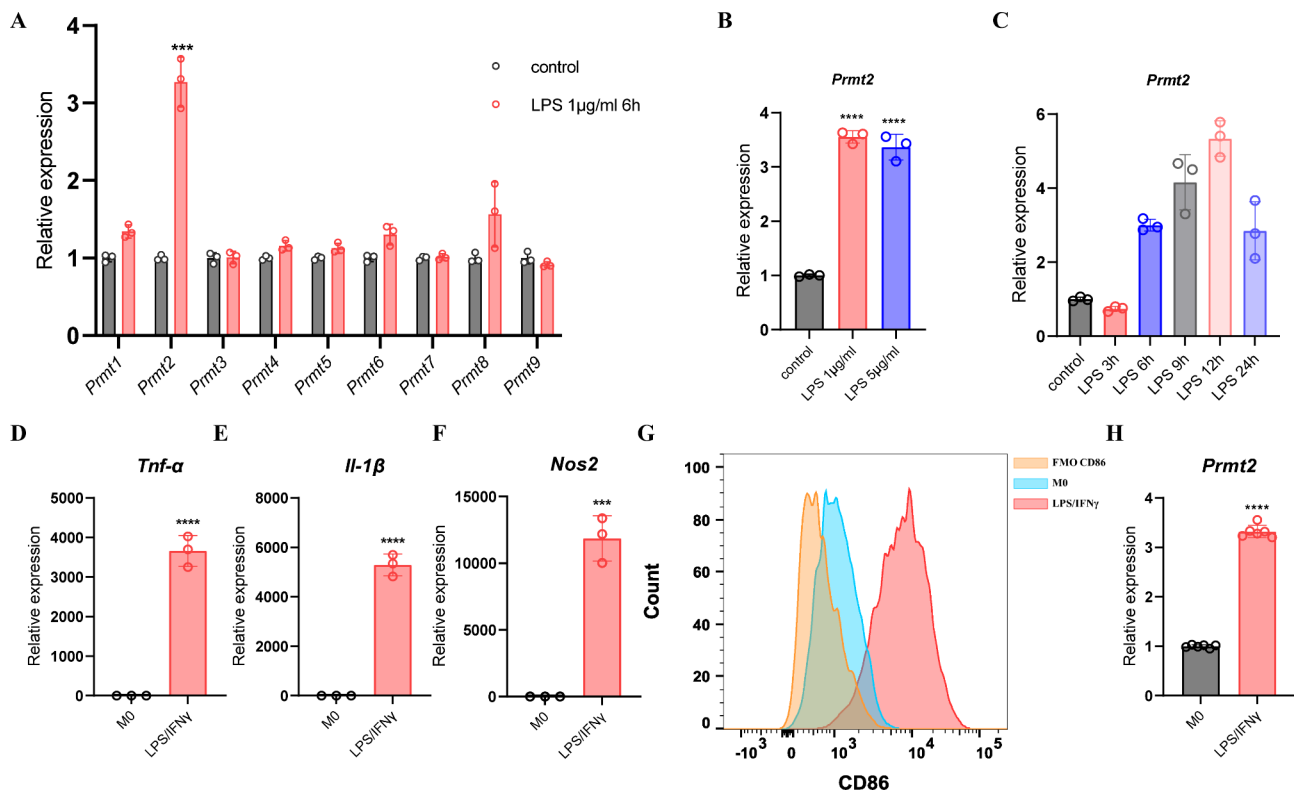 A
Relative expression
4
3
2
1
0
***
control
LPS 1μg/ml 6h
Prmt1
Prmt2
Prmt3
Prmt4
Prmt5
Prmt6
Prmt7
Prmt8
Prmt9
B
Prmt2
Relative expression
4
3
2
1
0
****
****
control
LPS 1μg/ml
LPS 5μg/ml
C
Prmt2
Relative expression
6
4
2
0
control
LPS 3h
LPS 6h
LPS 9h
LPS 12h
LPS 24h
D
Tnf-α
Relative expression
5000
4000
3000
2000
1000
0
****
M0
LPS/IFNγ
E
Il-1β
Relative expression
8000
6000
4000
2000
0
****
M0
LPS/IFNγ
F
Nos2
Relative expression
15000
10000
5000
0
***
M0
LPS/IFNγ
G
Count
100
80
60
40
20
0
-10³
0
10³
10⁴
10⁵
CD86
FMO CD86
M0
LPS/IFNγ
H
Prmt2
Relative expression
4
3
2
1
0
****
M0
LPS/IFNγ